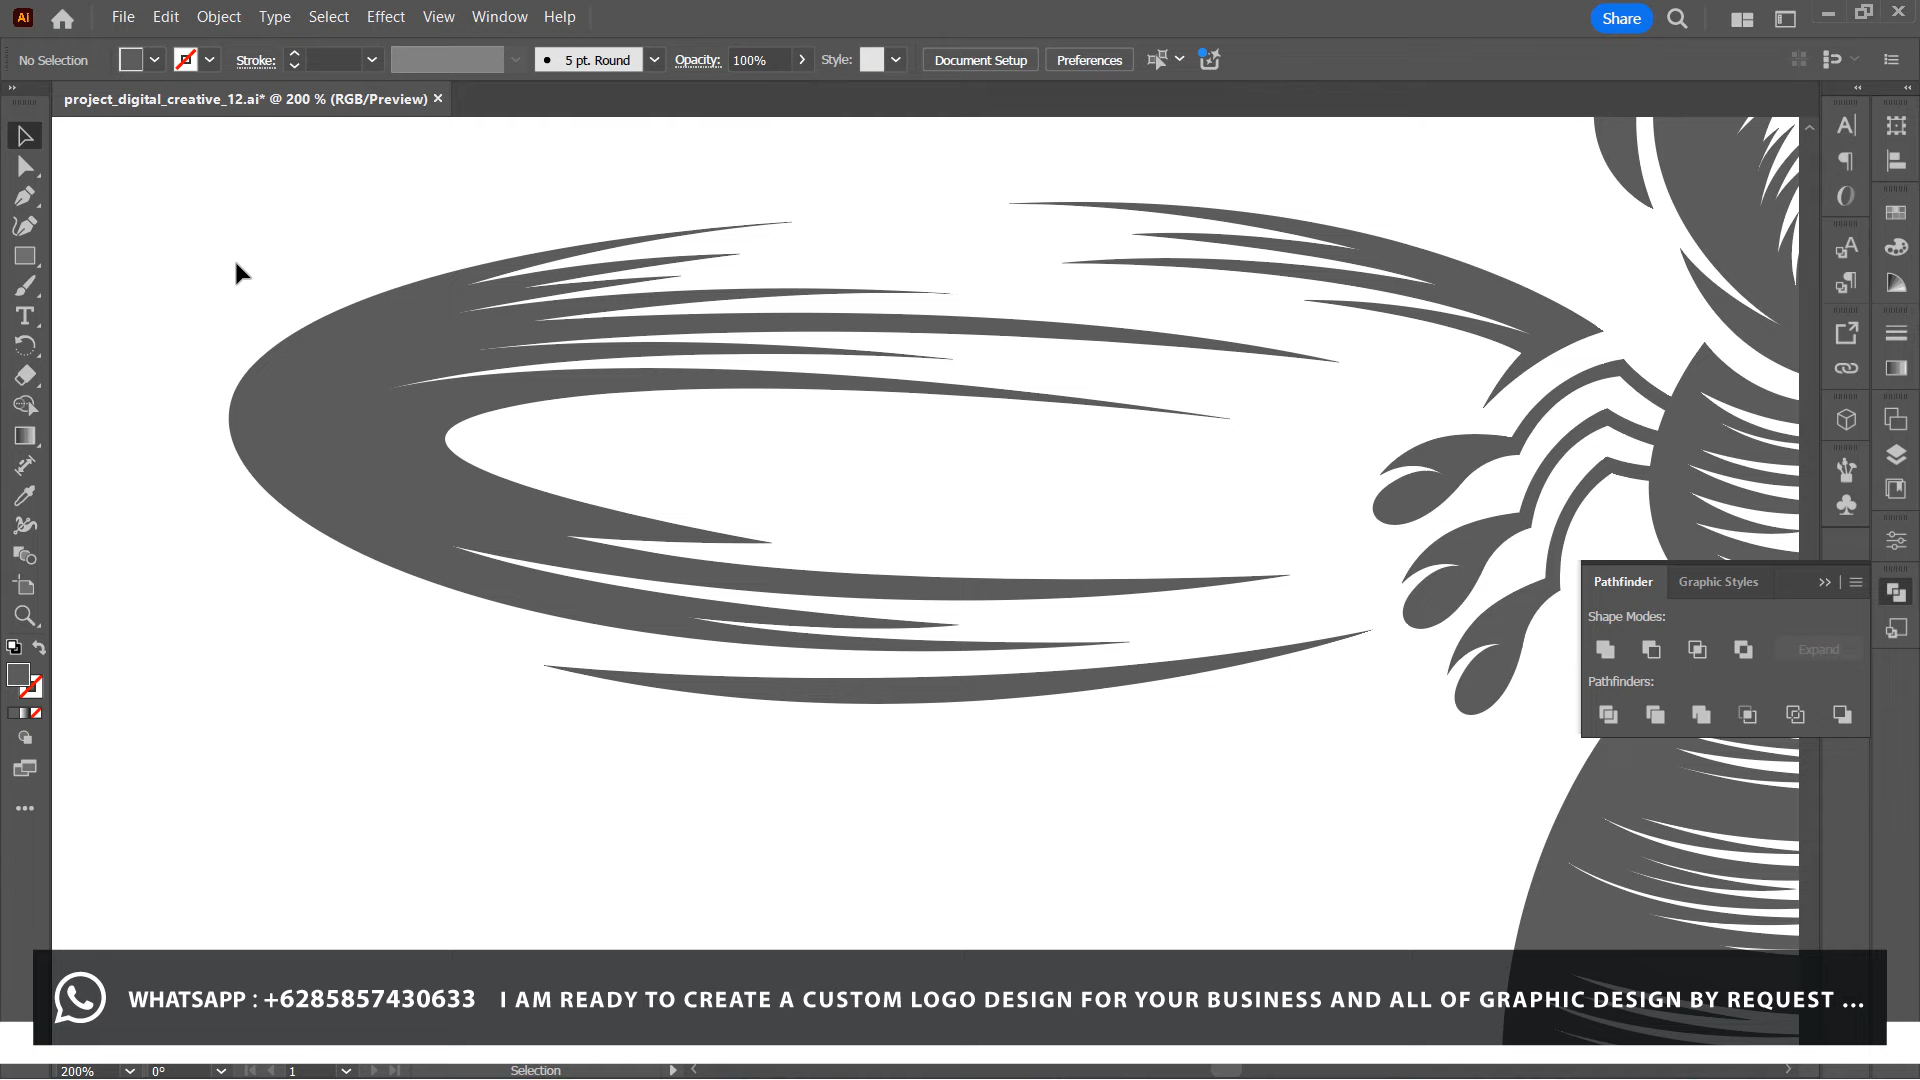 Ai File Edit Object Type Select Effect View Window Help Share
No Selection Stroke: 5 pt. Round Opacity: 100% Style: Document Setup Preferences
project_digital_creative_12.ai* @ 200 % (RGB/Preview)
Pathfinder Graphic Styles
Shape Modes:
Expand
Pathfinders:
WHATSAPP : +6285857430633 I AM READY TO CREATE A CUSTOM LOGO DESIGN FOR YOUR BUSINESS AND ALL OF GRAPHIC DESIGN BY REQUEST ...
200% 0° 1 Selection